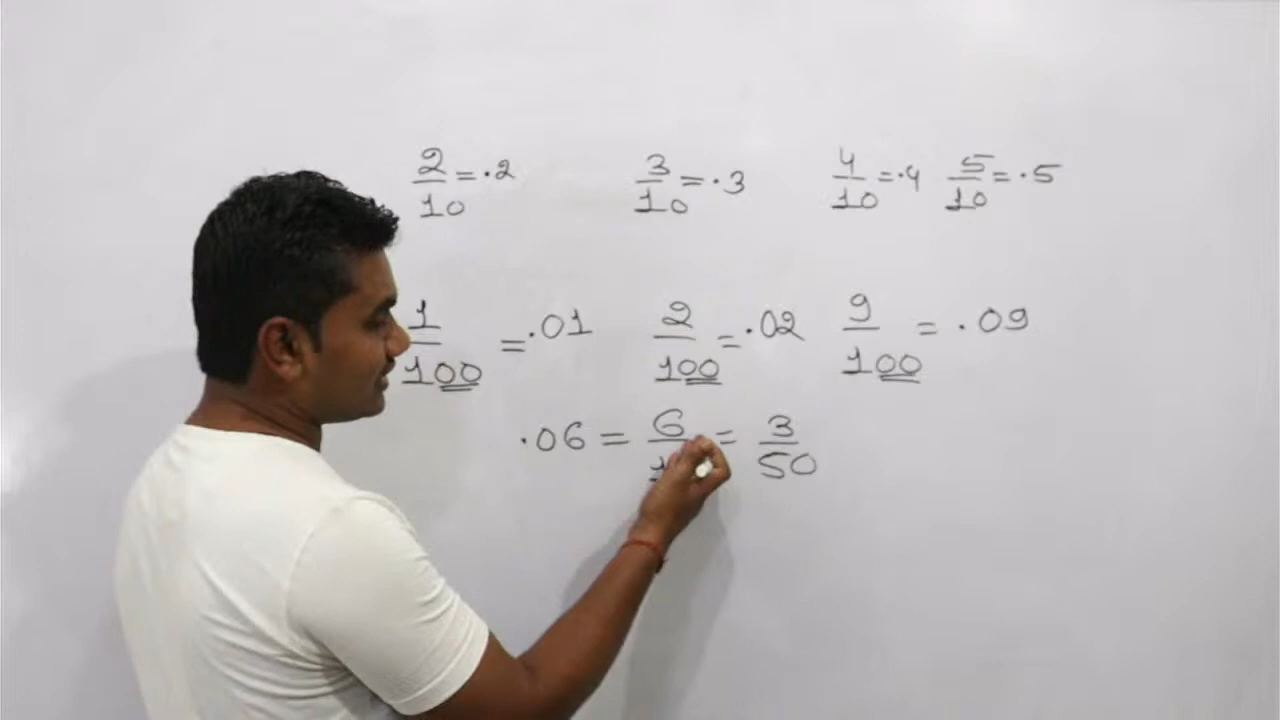 2/10 = .2 3/10 = .3 4/10 = .4 5/10 = .5
1/100 = .01 2/100 = .02 9/100 = .09
.06 = 6/ = 3/50